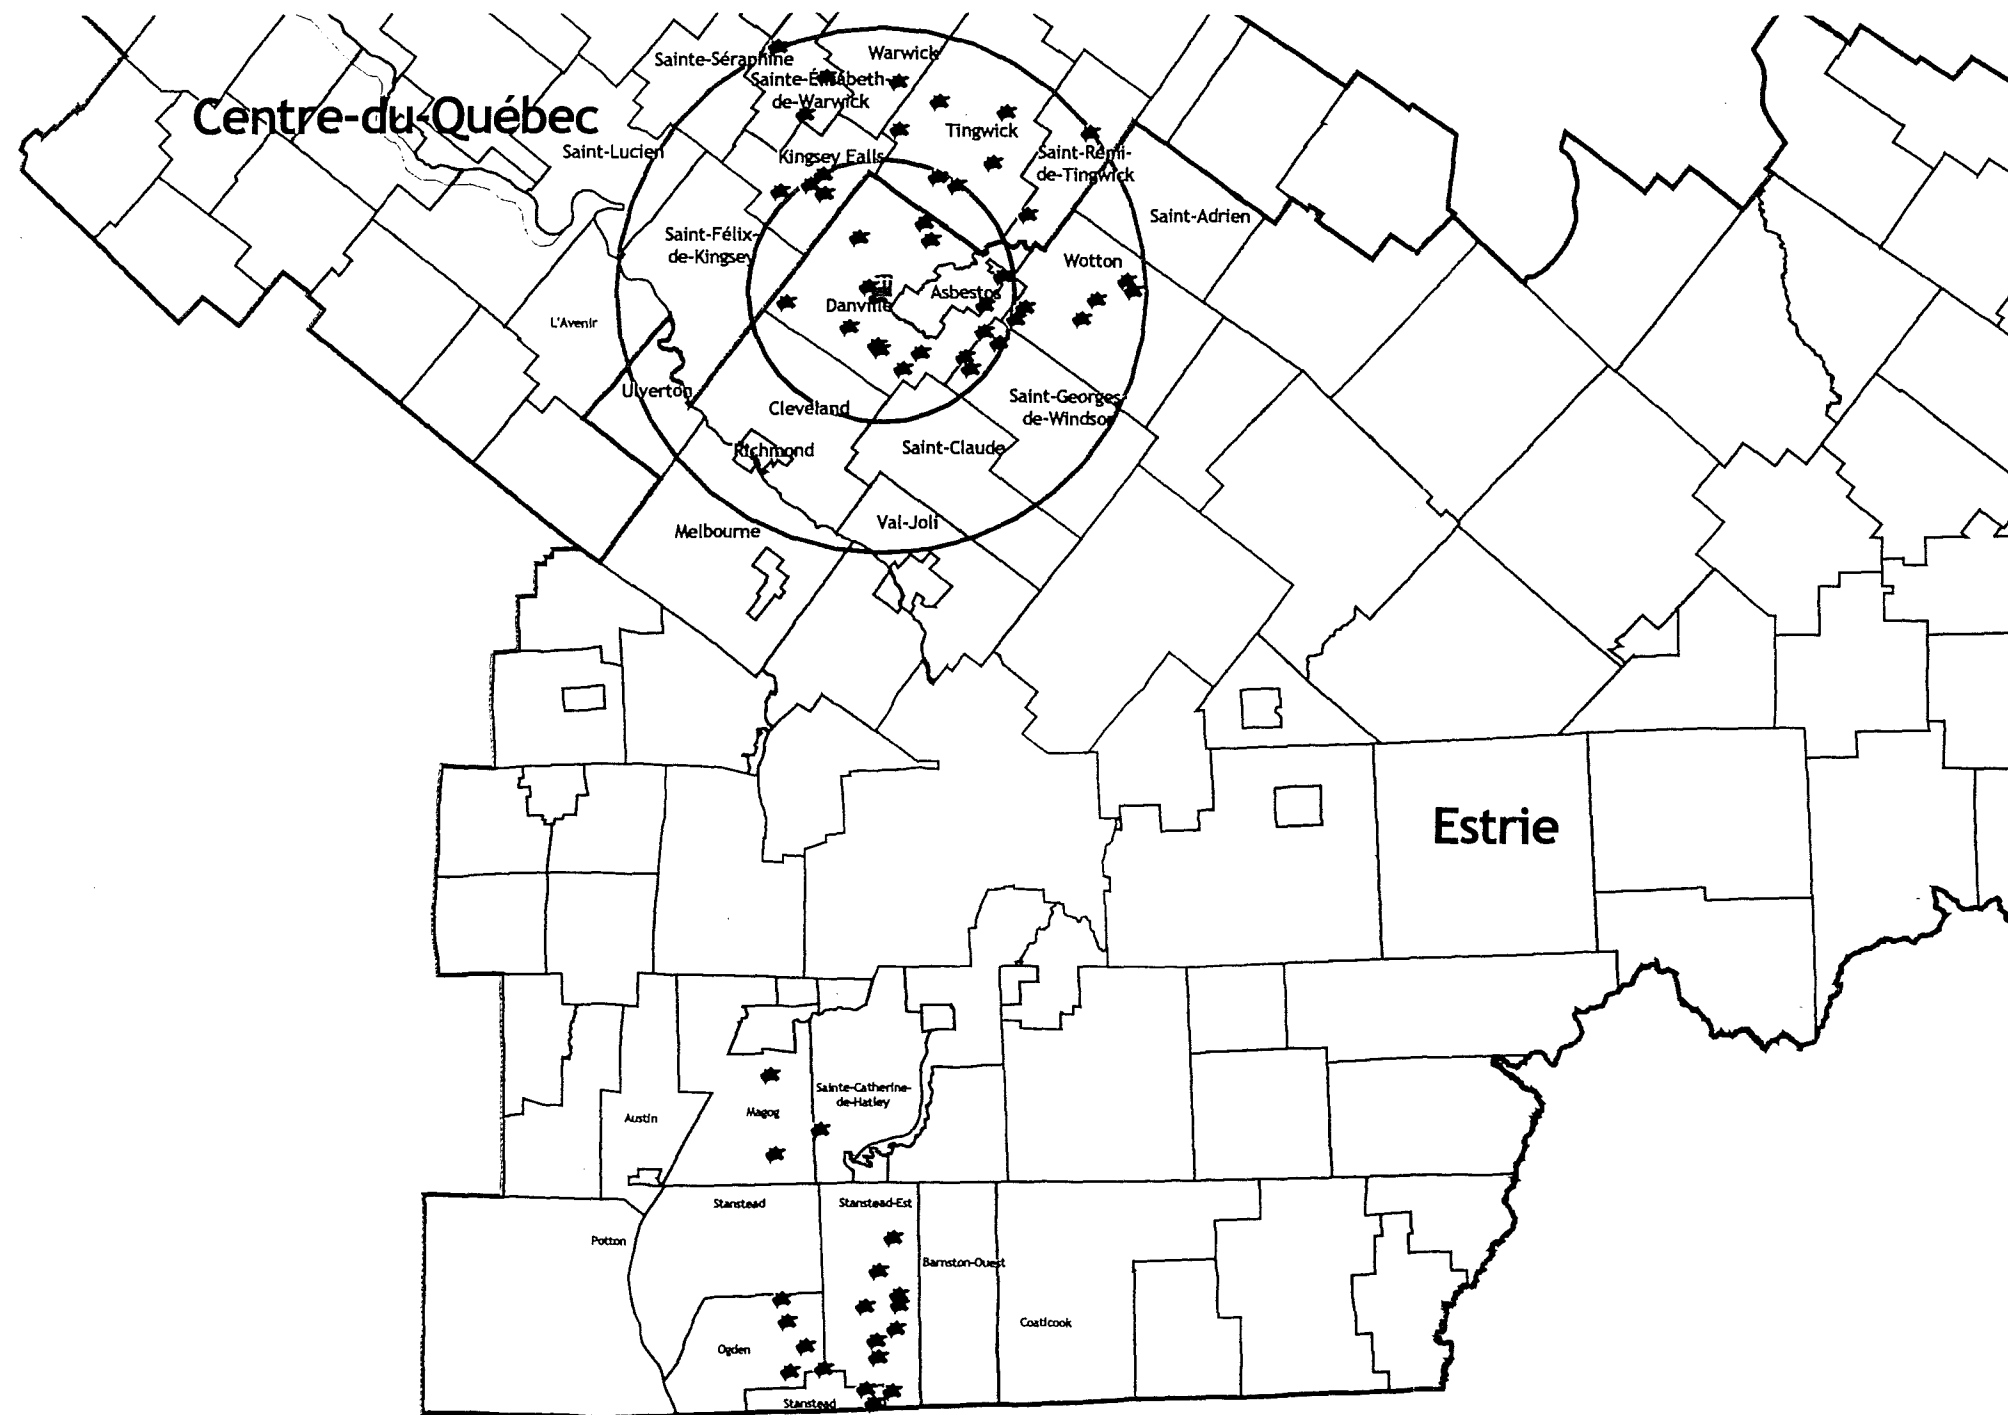 Sainte-Séraphine
Warwick
Sainte-Élisabeth-
de-Warwick
Centre-du-Québec
Tingwick
Saint-Lucien
Kingsey Falls
Saint-Rémi-
de-Tingwick
Saint-Adrien
Saint-Félix-
de-Kingsey
Wotton
Asbestos
Danville
L'Avenir
Ulverton
Saint-Georges-
de-Windsor
Cleveland
Richmond
Saint-Claude
Val-Joli
Melbourne
Estrie
Sainte-Catherine-
de-Hatley
Magog
Austin
Stanstead
Stanstead-Est
Potton
Barnston-Ouest
Coaticook
Ogden
Stanstead